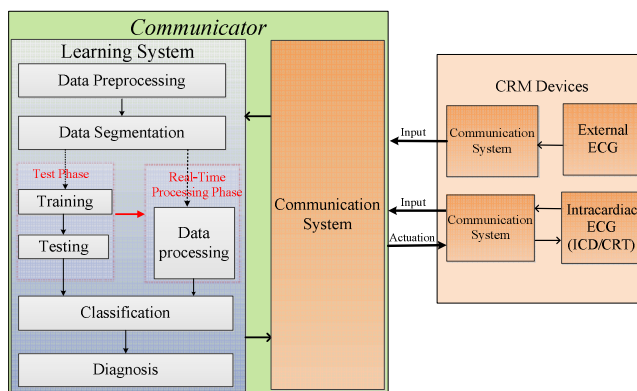 Communicator
Learning System
Data Preprocessing
Data Segmentation
Test Phase
Training
Testing
Real-Time
Processing Phase
Data
processing
Classification
Diagnosis
Communication
System
Input
Input
Actuation
CRM Devices
Communication
System
External
ECG
Communication
System
Intracardiac
ECG
(ICD/CRT)